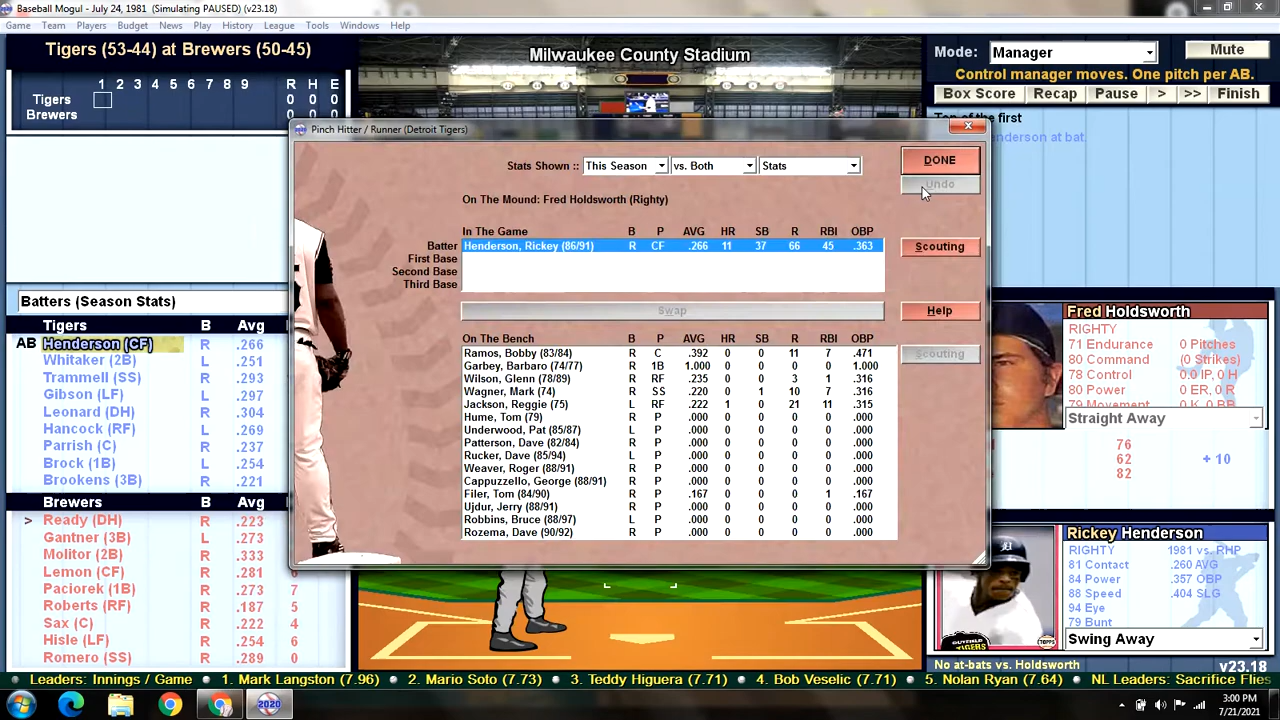 Baseball Mogul - July 24, 1981 (Simulating PAUSED) (v23.18)
Game Team Players Budget News Play History League Tools Windows Help
Tigers (53-44) at Brewers (50-45)
1 2 3 4 5 6 7 8 9 R H E
Tigers 0 0 0
Brewers 0 0 0
Milwaukee County Stadium
Mode: Manager Mute
Control manager moves. One pitch per AB.
Box Score Recap Pause > >> Finish
Top of the first
enderson at bat.
Pinch Hitter / Runner (Detroit Tigers)
Stats Shown :: This Season vs. Both Stats
DONE
Undo
On The Mound: Fred Holdsworth (Righty)
In The Game B P AVG HR SB R RBI OBP
Batter Henderson, Rickey (86/91) R CF .266 11 37 66 45 .363
First Base
Second Base
Third Base
Scouting
Swap
Help
On The Bench B P AVG HR SB R RBI OBP
Scouting
Ramos, Bobby (83/84) R C .392 0 0 11 7 .471
Garbey, Barbaro (74/77) R 1B 1.000 0 0 0 0 1.000
Wilson, Glenn (78/89) R RF .235 0 0 3 1 .316
Wagner, Mark (74) R SS .220 0 1 10 7 .316
Jackson, Reggie (75) L RF .222 1 0 21 11 .315
Hume, Tom (79) R P .000 0 0 0 0 .000
Underwood, Pat (85/87) L P .000 0 0 0 0 .000
Patterson, Dave (82/84) R P .000 0 0 0 0 .000
Rucker, Dave (85/94) L P .000 0 0 0 0 .000
Weaver, Roger (88/91) R P .000 0 0 0 0 .000
Cappuzzello, George (88/91) R P .000 0 0 0 0 .000
Filer, Tom (84/90) R P .167 0 0 0 1 .167
Ujdur, Jerry (88/91) R P .000 0 0 0 0 .000
Robbins, Bruce (88/97) L P .000 0 0 0 0 .000
Rozema, Dave (90/92) R P .000 0 0 0 0 .000
Batters (Season Stats)
Tigers B Avg
AB Henderson (CF) R .266
Whitaker (2B) L .251
Trammell (SS) R .293
Gibson (LF) L .297
Leonard (DH) R .304
Hancock (RF) L .269
Parrish (C) R .237
Brock (1B) L .254
Brookens (3B) R .221
Brewers B Avg
> Ready (DH) R .223
Gantner (3B) L .273
Molitor (2B) R .333
Lemon (CF) R .281
Paciorek (1B) R .273 7
Roberts (RF) R .187 5
Sax (C) R .222 4
Hisle (LF) R .254 6
Romero (SS) R .289 0
Fred Holdsworth
RIGHTY
71 Endurance 0 Pitches
80 Command (0 Strikes)
78 Control 0.0 IP, 0 H
80 Power 0 ER, 0 R
79 Movement 0 K, 0 BB
Straight Away
76
62 + 10
82
Rickey Henderson
RIGHTY 1981 vs. RHP
81 Contact .260 AVG
84 Power .357 OBP
88 Speed .404 SLG
94 Eye
79 Bunt
Swing Away
TIGERS
TOPPS
No at-bats vs. Holdsworth v23.18
Leaders: Innings / Game 1. Mark Langston (7.96) 2. Mario Soto (7.73) 3. Teddy Higuera (7.71) 4. Bob Veselic (7.71) 5. Nolan Ryan (7.64) NL Leaders: Sacrifice Flies
2020
3:00 PM
7/21/2021